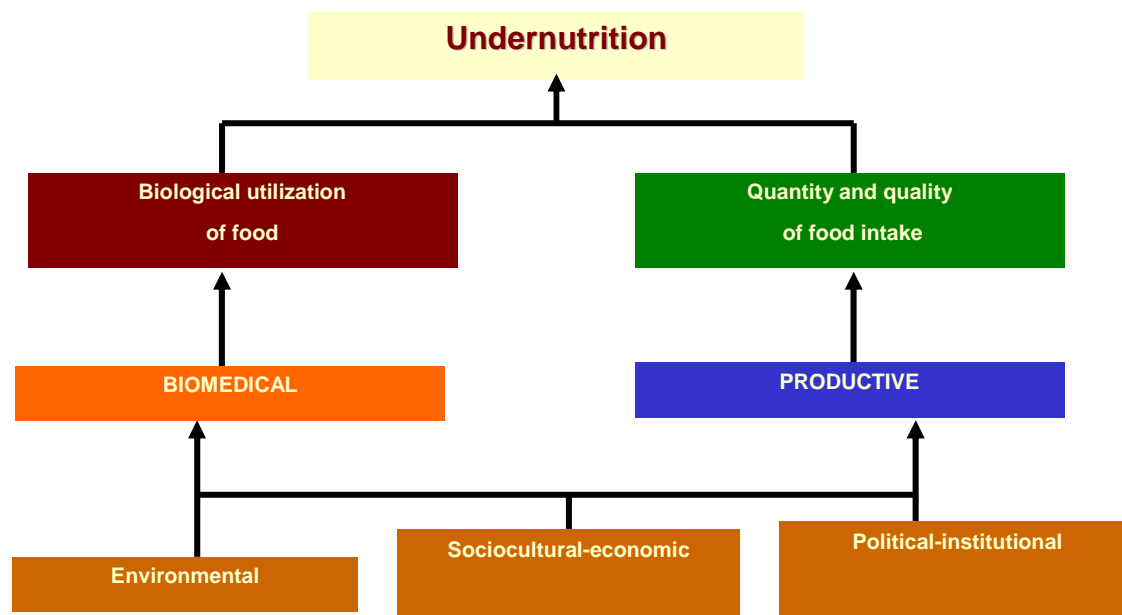 Undernutrition
Biological utilization
of food
Quantity and quality
of food intake
BIOMEDICAL
PRODUCTIVE
Environmental
Sociocultural-economic
Political-institutional